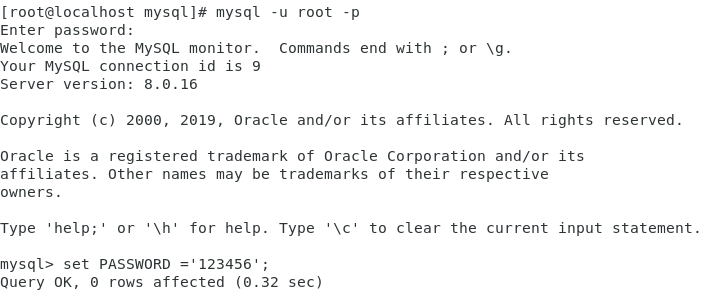 [root@localhost mysql]# mysql -u root -p
Enter password:
Welcome to the MySQL monitor.  Commands end with ; or \g.
Your MySQL connection id is 9
Server version: 8.0.16
Copyright (c) 2000, 2019, Oracle and/or its affiliates. All rights reserved.
Oracle is a registered trademark of Oracle Corporation and/or its
affiliates. Other names may be trademarks of their respective
owners.
Type 'help;' or '\h' for help. Type '\c' to clear the current input statement.
mysql> set PASSWORD ='123456';
Query OK, 0 rows affected (0.32 sec)